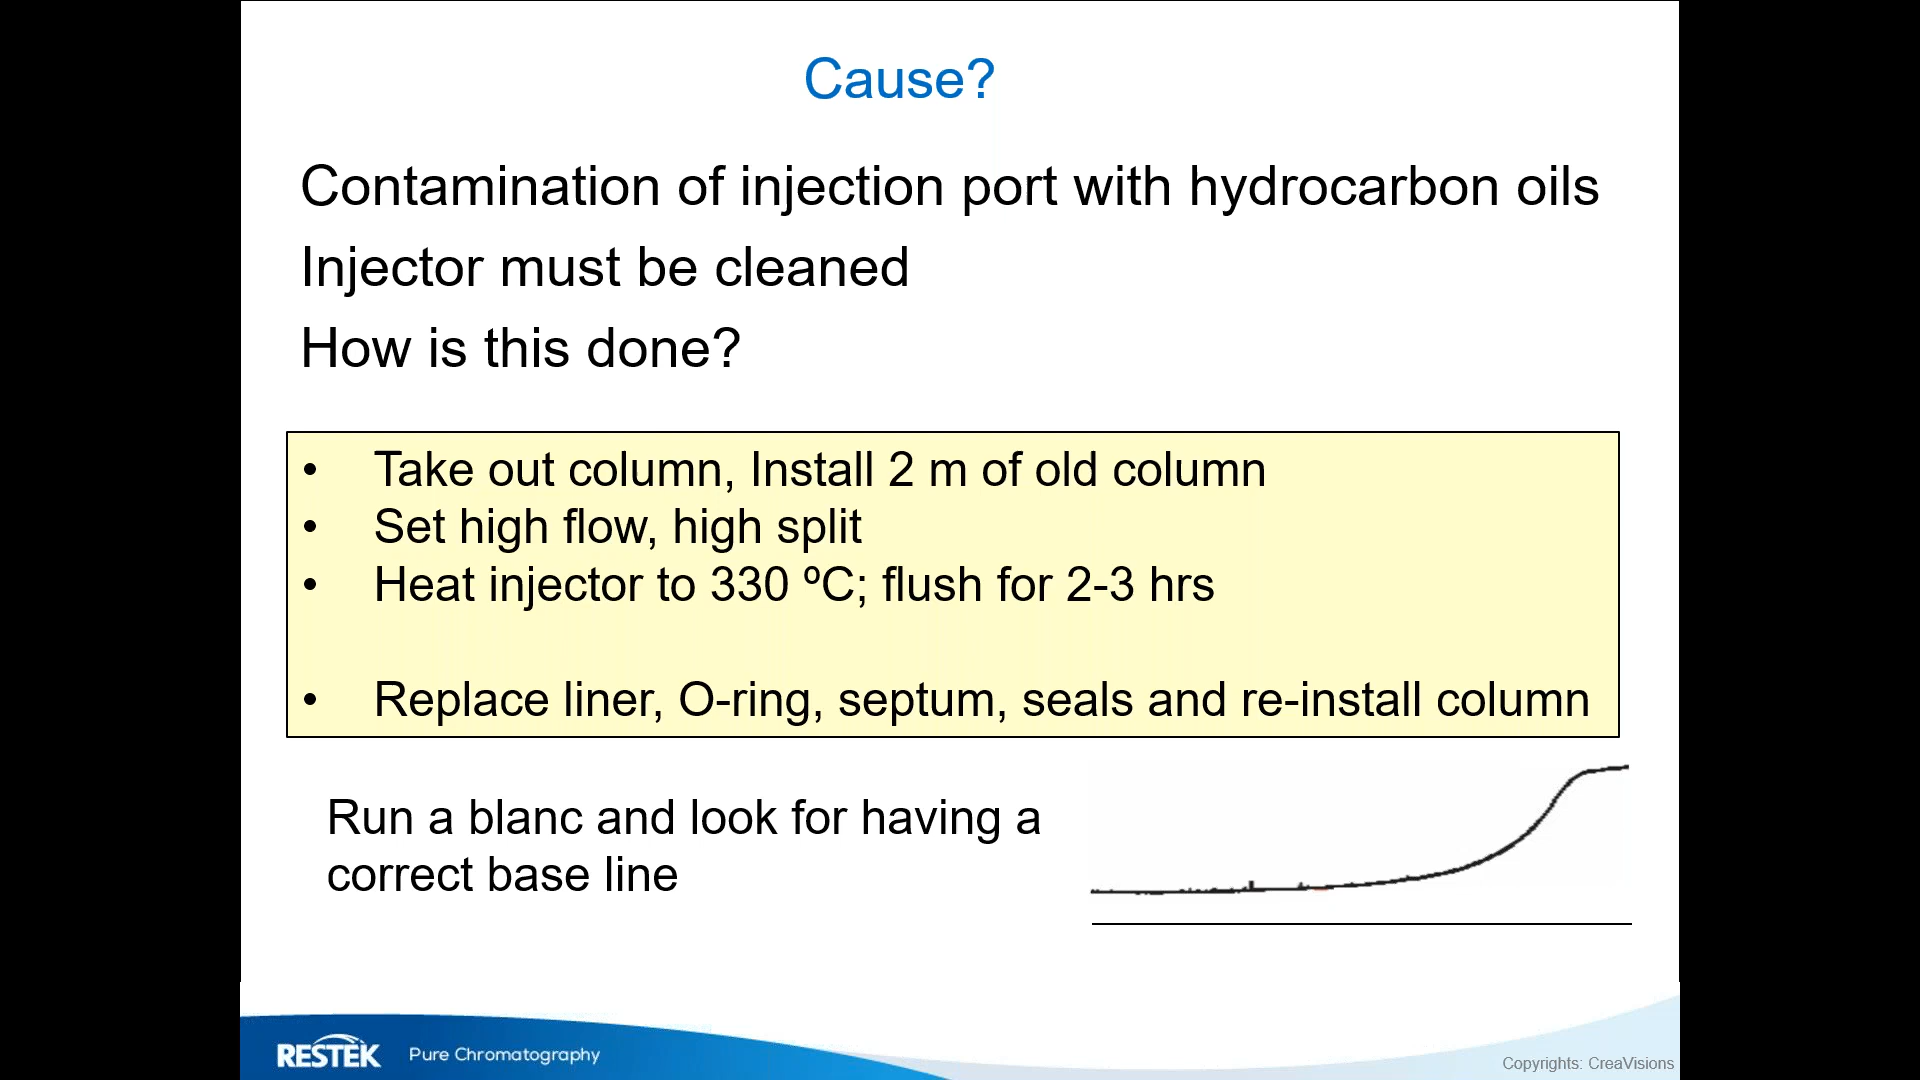 Cause?
Contamination of injection port with hydrocarbon oils
Injector must be cleaned
How is this done?
• Take out column, Install 2 m of old column
• Set high flow, high split
• Heat injector to 330 ºC; flush for 2-3 hrs
• Replace liner, O-ring, septum, seals and re-install column
Run a blanc and look for having a
correct base line
RESTEK Pure Chromatography
Copyrights: CreaVisions